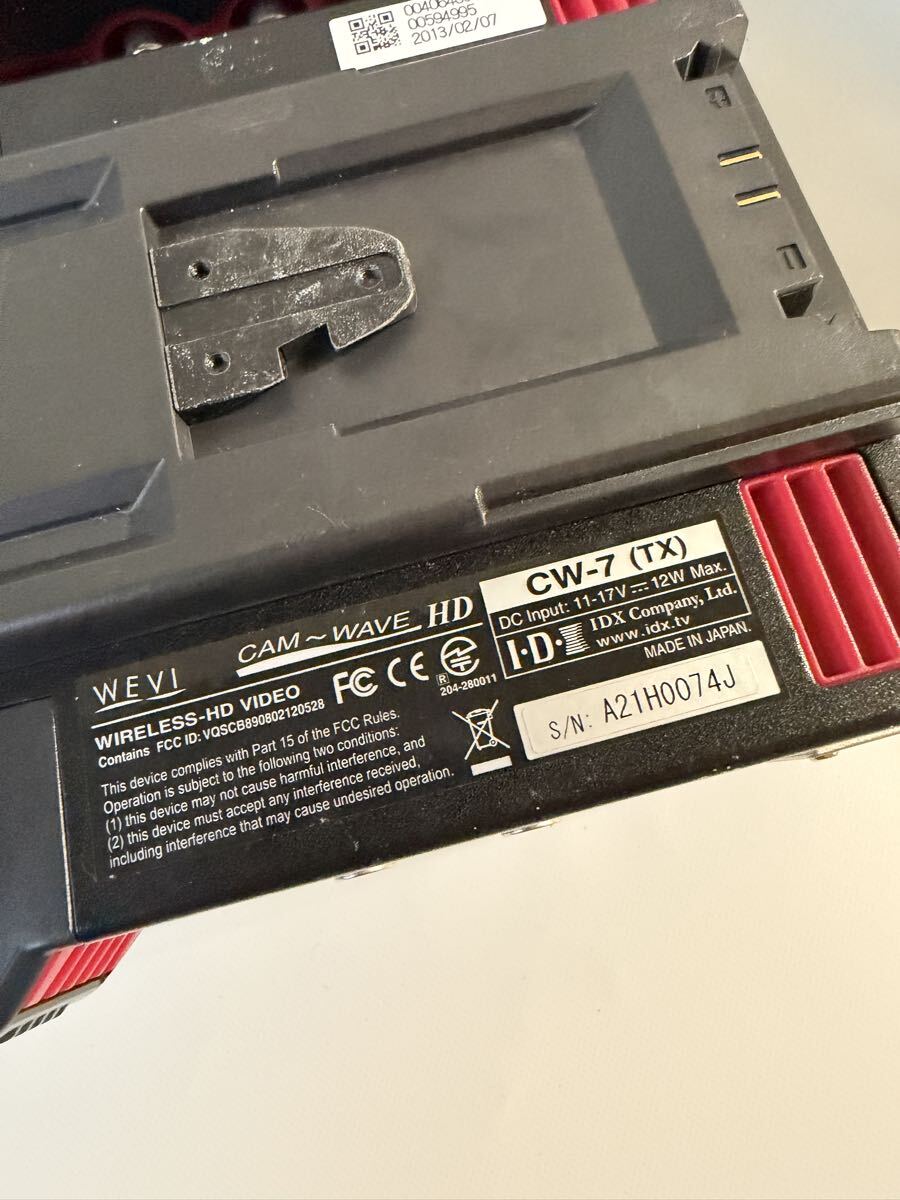 00594995
2013/02/07
WEVI
CAM~WAVE HD
WIRELESS-HD VIDEO
Contains FCC ID: VQSCB890802120528
FC CE
R 204-280011
This device complies with Part 15 of the FCC Rules.
Operation is subject to the following two conditions:
(1) this device may not cause harmful interference, and
(2) this device must accept any interference received,
including interference that may cause undesired operation.
CW-7 (TX)
DC Input: 11-17V ⎓ 12W Max.
I·D·X IDX Company, Ltd.
www.idx.tv
MADE IN JAPAN.
S/N: A21H0074J